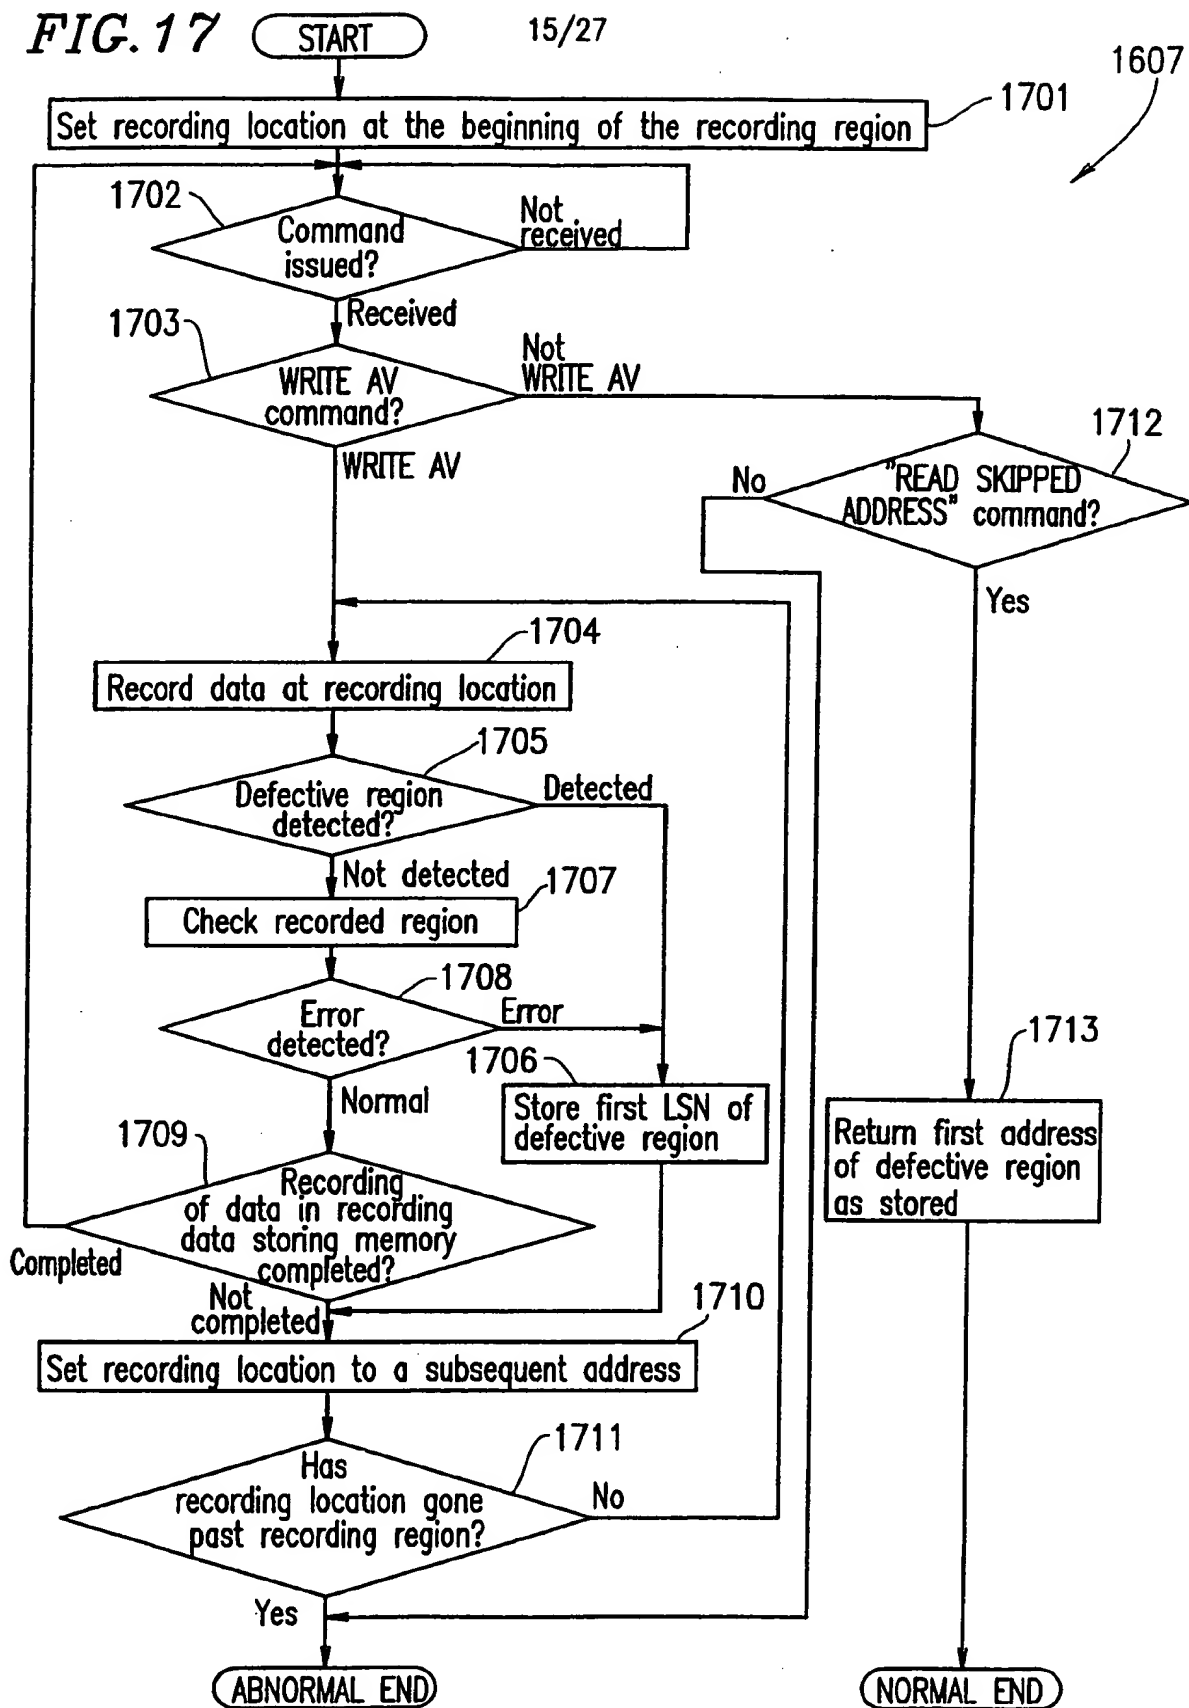 FIG. 17
START
15/27
1607
1701
Set recording location at the beginning of the recording region
1702
Command
issued?
Not
received
Received
1703
WRITE AV
command?
Not
WRITE AV
WRITE AV
1712
"READ SKIPPED
ADDRESS" command?
No
Yes
1704
Record data at recording location
1705
Defective region
detected?
Detected
Not detected
1707
Check recorded region
1708
Error
detected?
Error
1706
Store first LSN of
defective region
1713
Return first address
of defective region
as stored
Normal
1709
Recording
of data in recording
data storing memory
completed?
Completed
Not
completed
1710
Set recording location to a subsequent address
1711
Has
recording location gone
past recording region?
No
Yes
ABNORMAL END
NORMAL END